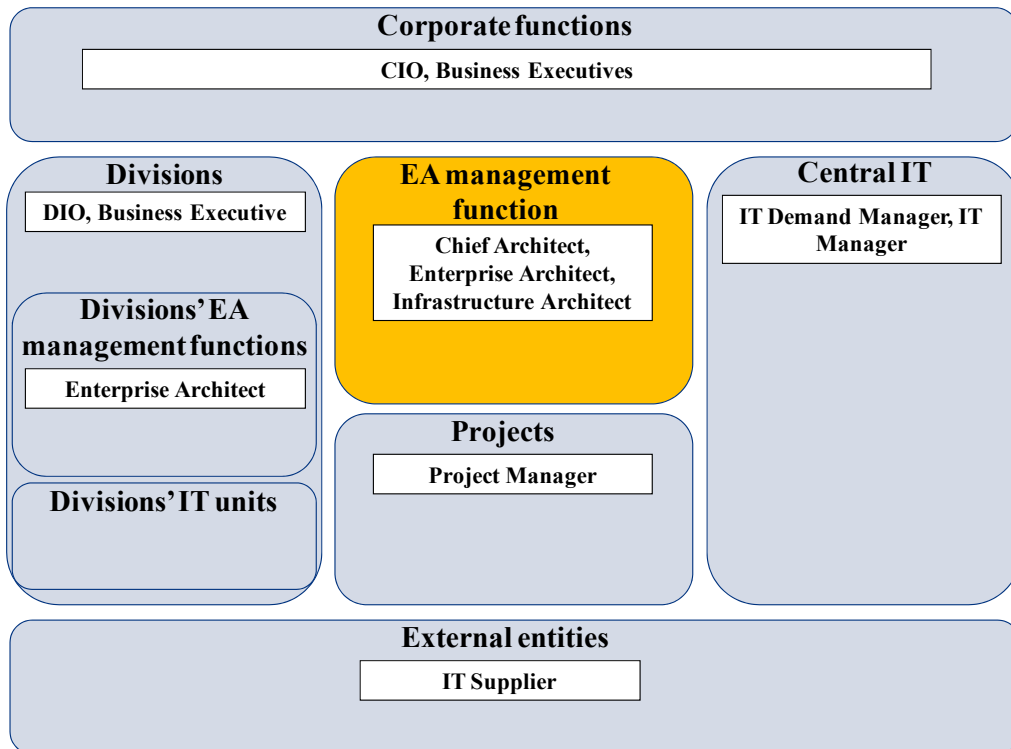 Corporate functions
CIO, Business Executives
Divisions
DIO, Business Executive
Divisions' EA
management functions
Enterprise Architect
Divisions' IT units
EA management
function
Chief Architect,
Enterprise Architect,
Infrastructure Architect
Projects
Project Manager
Central IT
IT Demand Manager, IT
Manager
External entities
IT Supplier